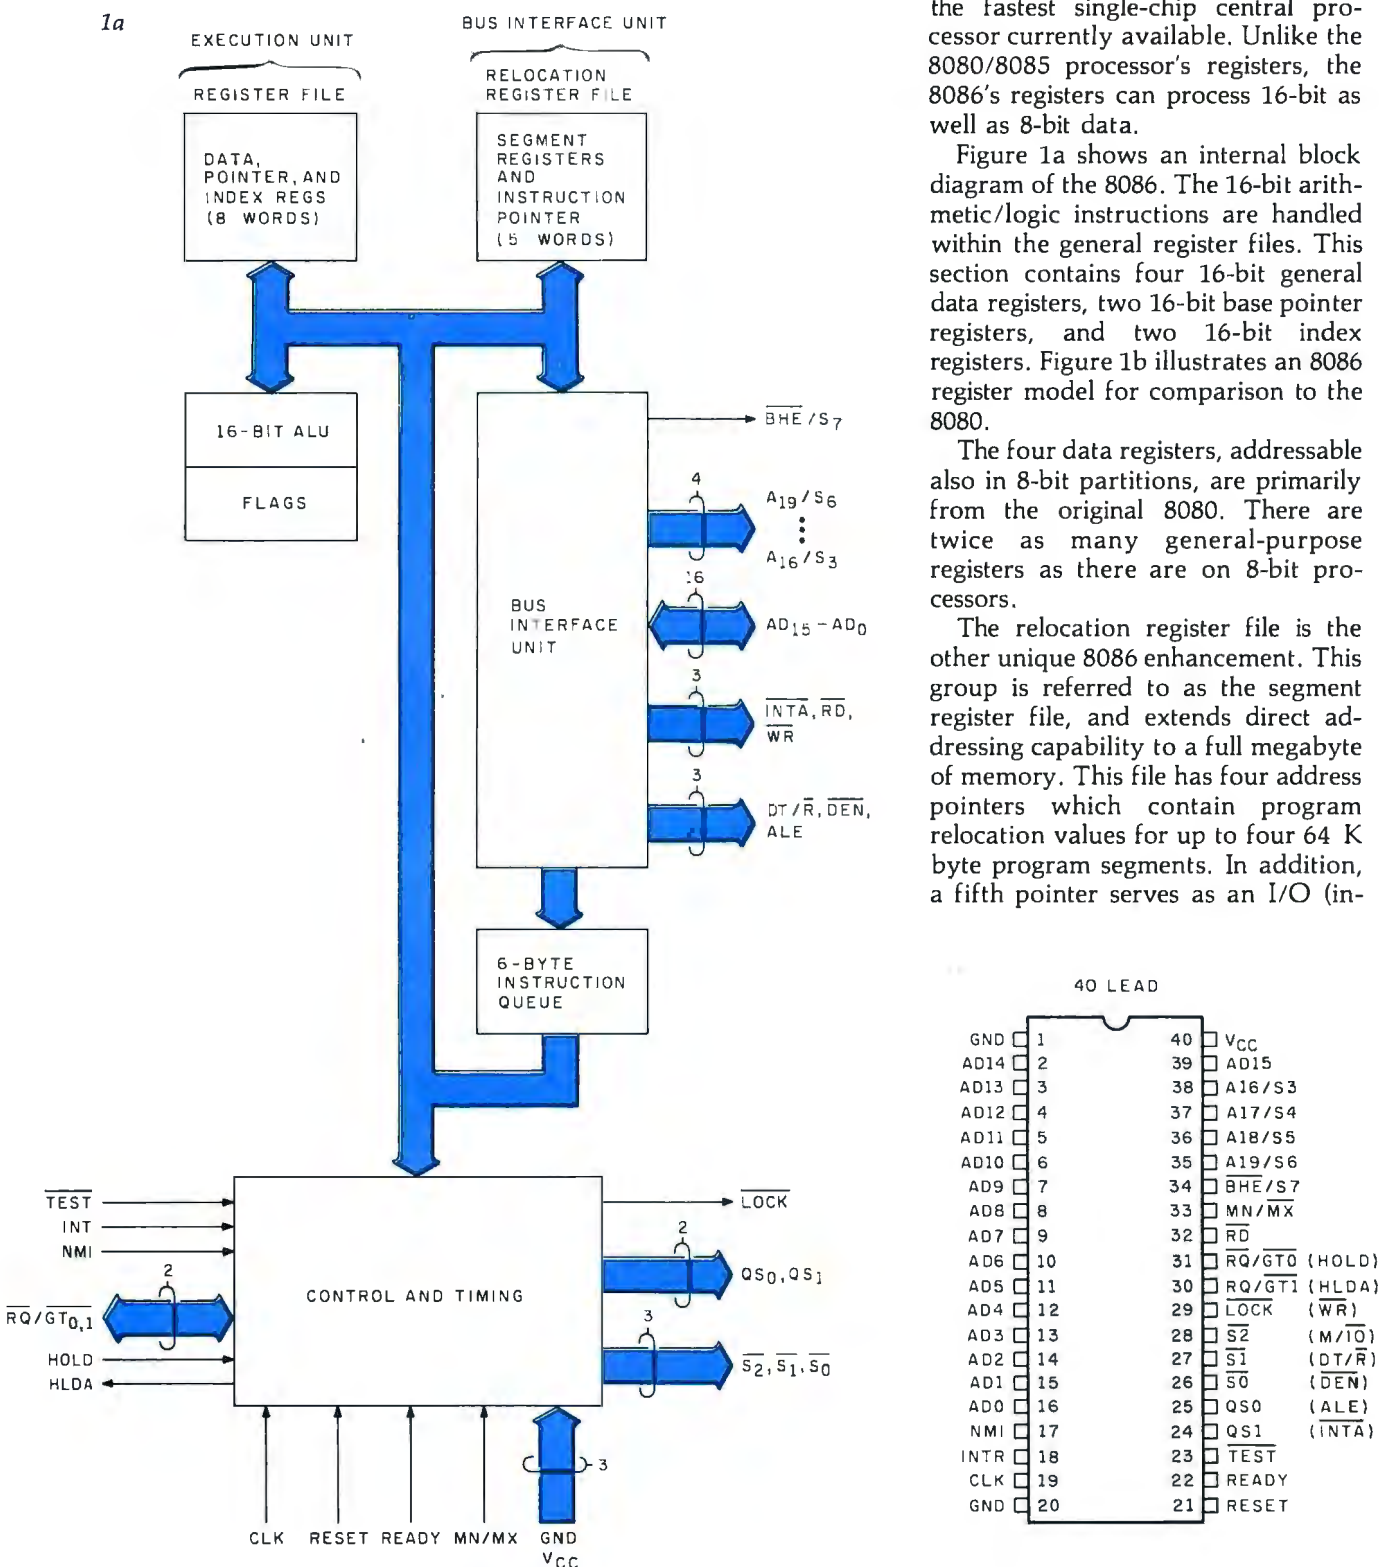 1a
EXECUTION UNIT
REGISTER FILE
DATA,
POINTER, AND
INDEX REGS
(8 WORDS)
BUS INTERFACE UNIT
RELOCATION
REGISTER FILE
SEGMENT
REGISTERS
AND
INSTRUCTION
POINTER
(5 WORDS)
16-BIT ALU
FLAGS
BUS
INTERFACE
UNIT
BHE/S7
4
A19/S6
A16/S3
16
AD15-AD0
3
INTA, RD,
WR
3
DT/R, DEN,
ALE
6-BYTE
INSTRUCTION
QUEUE
CONTROL AND TIMING
TEST
INT
NMI
2
RQ/GT0,1
HOLD
HLDA
LOCK
2
QS0, QS1
3
S2, S1, S0
CLK RESET READY MN/MX GND
VCC
3
the fastest single-chip central pro-
cessor currently available. Unlike the
8080/8085 processor's registers, the
8086's registers can process 16-bit as
well as 8-bit data.
Figure 1a shows an internal block
diagram of the 8086. The 16-bit arith-
metic/logic instructions are handled
within the general register files. This
section contains four 16-bit general
data registers, two 16-bit base pointer
registers, and two 16-bit index
registers. Figure 1b illustrates an 8086
register model for comparison to the
8080.
The four data registers, addressable
also in 8-bit partitions, are primarily
from the original 8080. There are
twice as many general-purpose
registers as there are on 8-bit pro-
cessors.
The relocation register file is the
other unique 8086 enhancement. This
group is referred to as the segment
register file, and extends direct ad-
dressing capability to a full megabyte
of memory. This file has four address
pointers which contain program
relocation values for up to four 64 K
byte program segments. In addition,
a fifth pointer serves as an I/O (in-
40 LEAD
GND 1 40 VCC
AD14 2 39 AD15
AD13 3 38 A16/S3
AD12 4 37 A17/S4
AD11 5 36 A18/S5
AD10 6 35 A19/S6
AD9 7 34 BHE/S7
AD8 8 33 MN/MX
AD7 9 32 RD
AD6 10 31 RQ/GT0 (HOLD)
AD5 11 30 RQ/GT1 (HLDA)
AD4 12 29 LOCK (WR)
AD3 13 28 S2 (M/IO)
AD2 14 27 S1 (DT/R)
AD1 15 26 S0 (DEN)
AD0 16 25 QS0 (ALE)
NMI 17 24 QS1 (INTA)
INTR 18 23 TEST
CLK 19 22 READY
GND 20 21 RESET